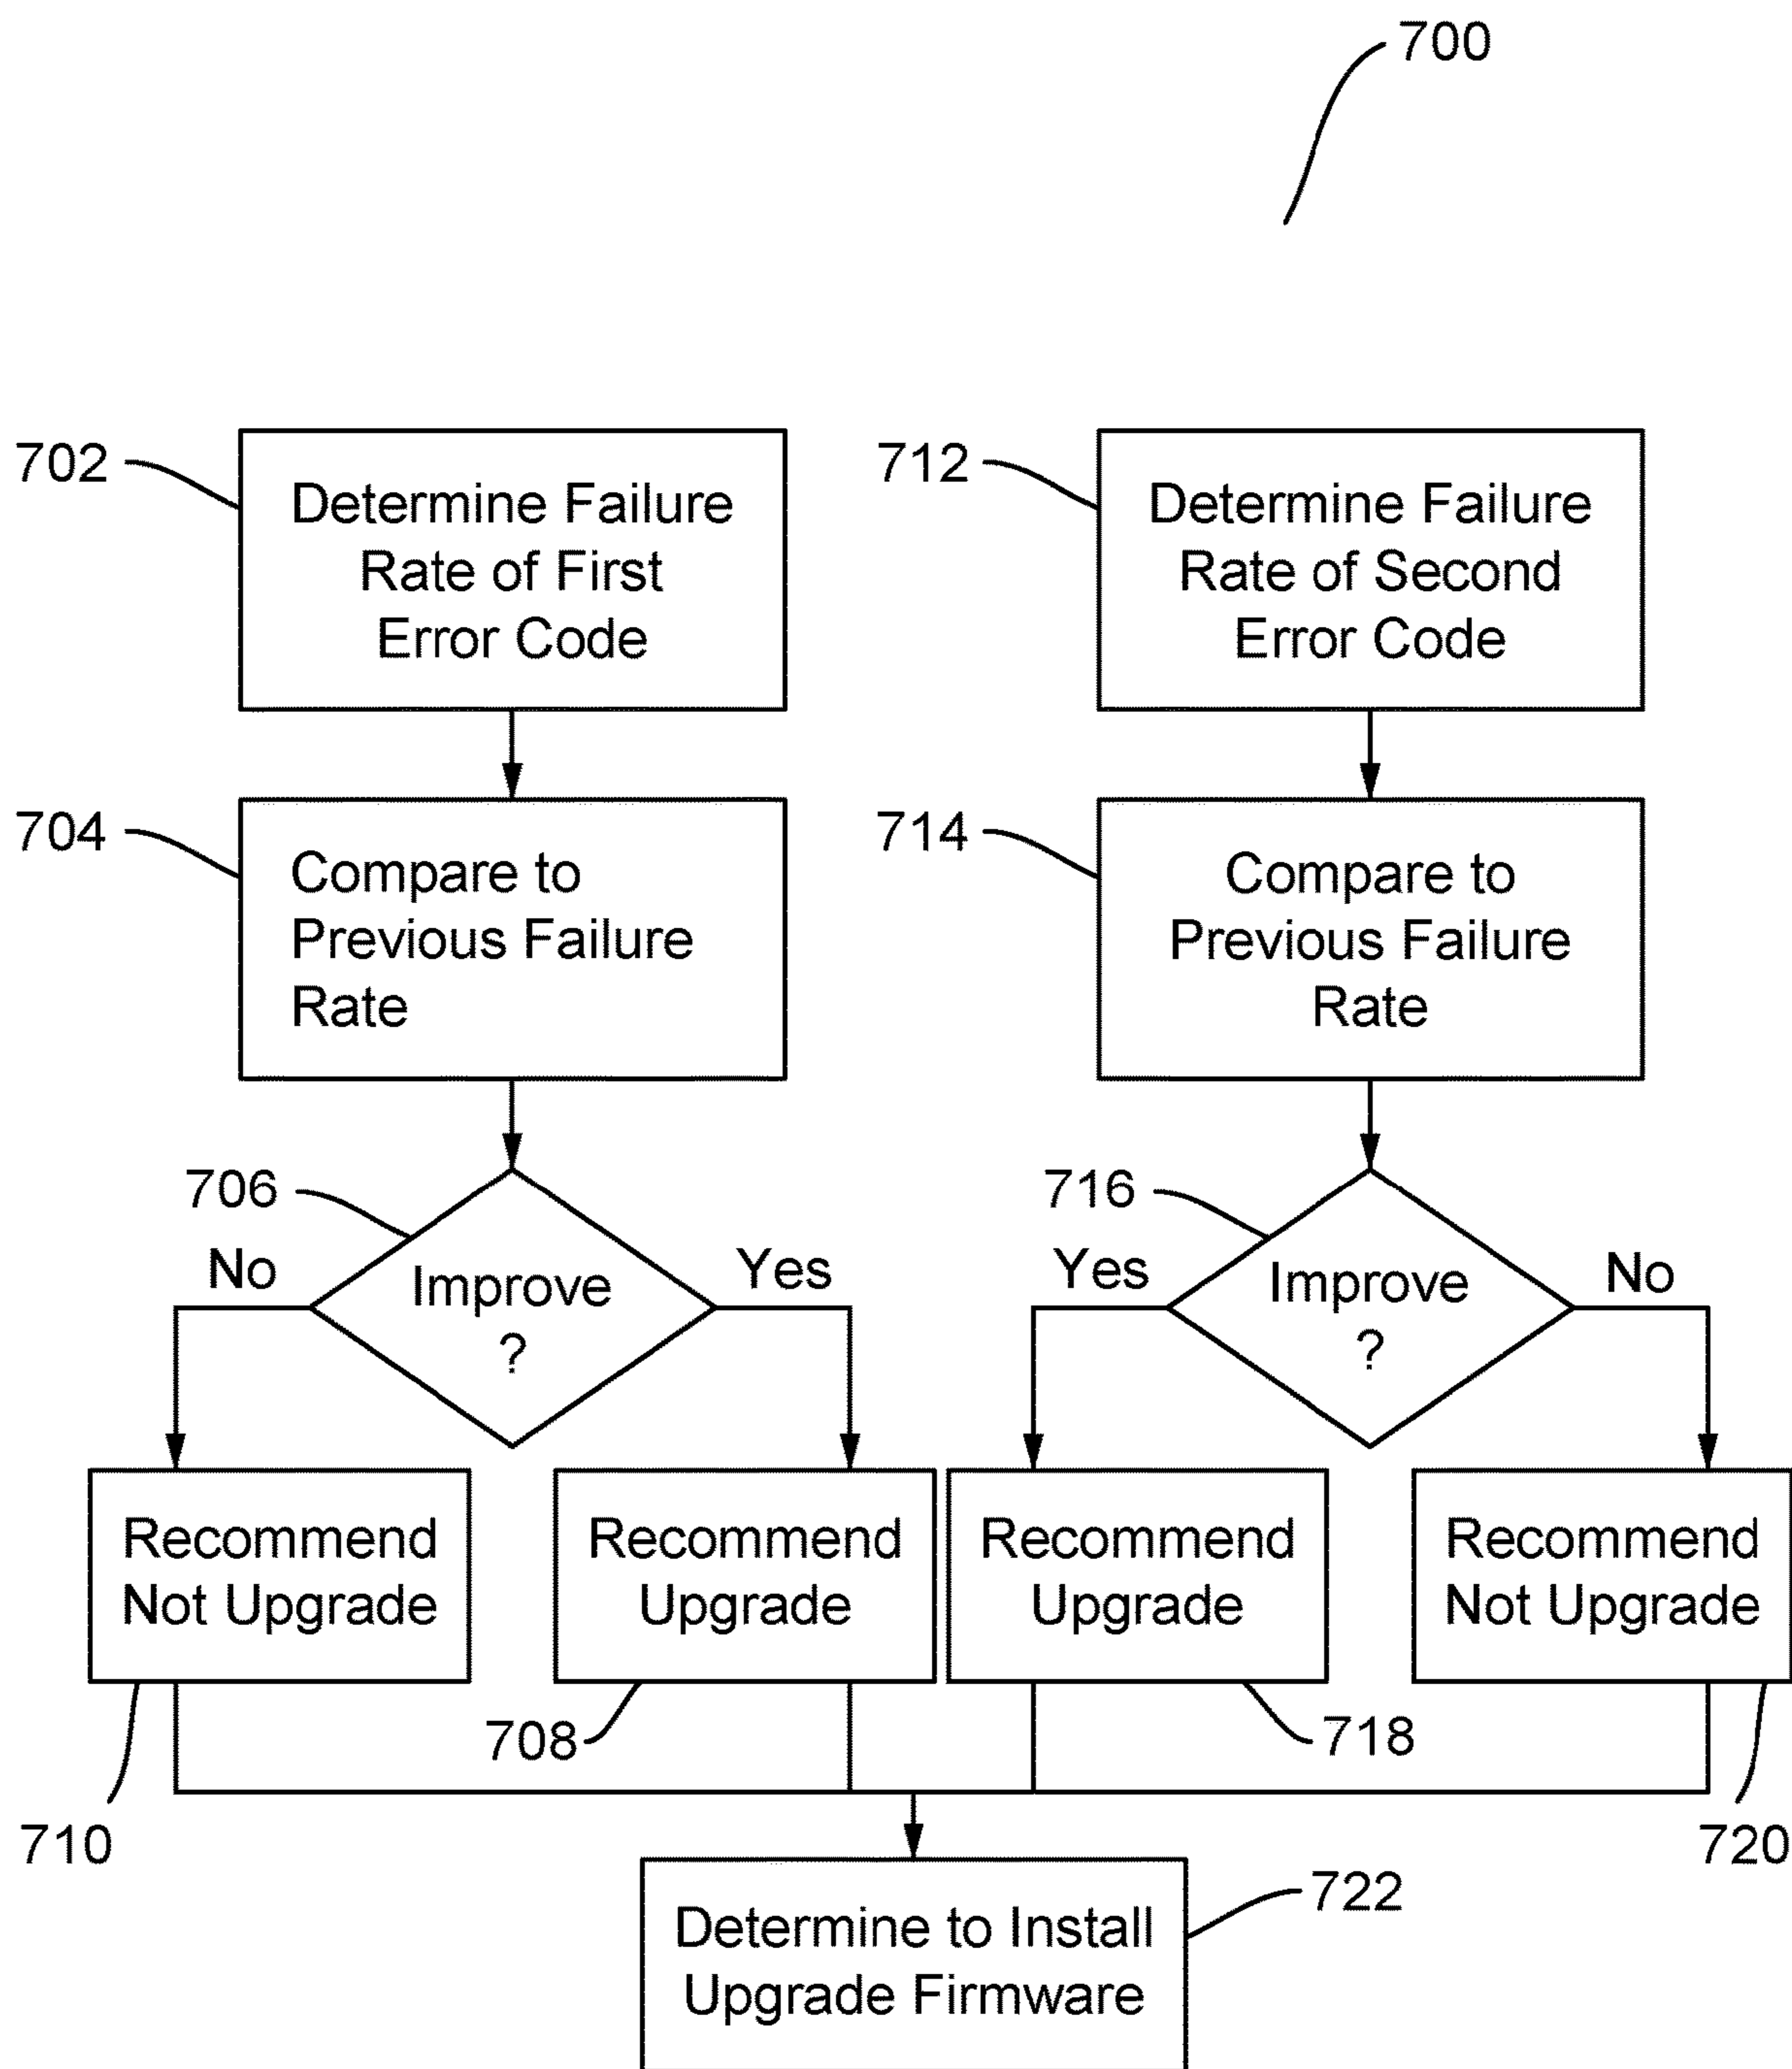 700
702
Determine Failure
Rate of First
Error Code
712
Determine Failure
Rate of Second
Error Code
704
Compare to
Previous Failure
Rate
714
Compare to
Previous Failure
Rate
706
No
Improve
?
Yes
716
Yes
Improve
?
No
Recommend
Not Upgrade
Recommend
Upgrade
Recommend
Upgrade
Recommend
Not Upgrade
710
708
718
720
Determine to Install
Upgrade Firmware
722